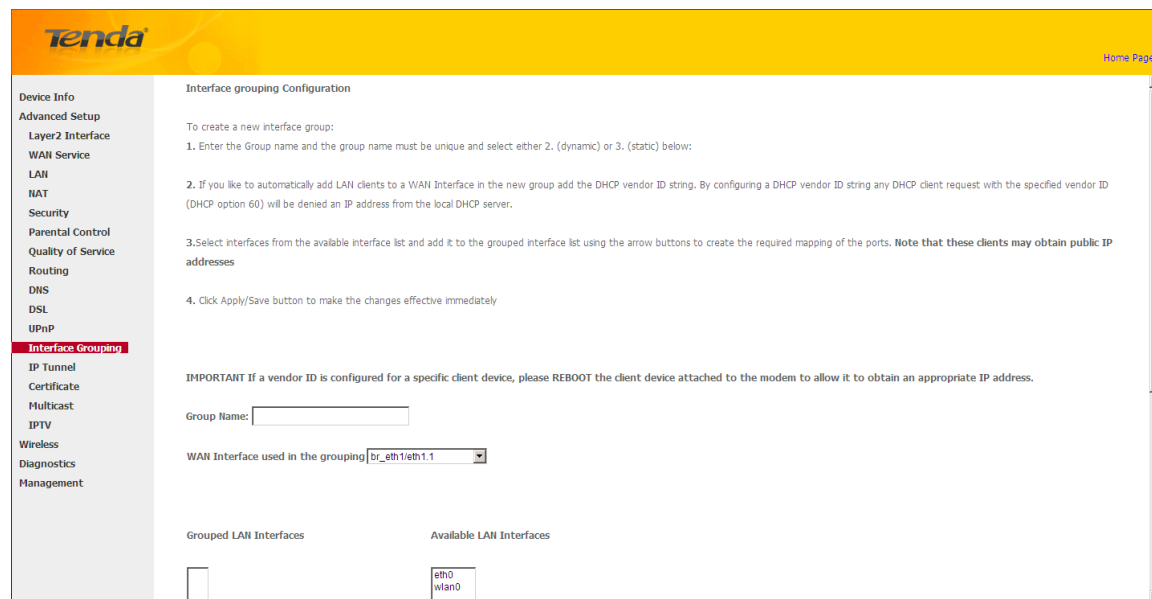 Tenda
Home Page
Device Info
Advanced Setup
Layer2 Interface
WAN Service
LAN
NAT
Security
Parental Control
Quality of Service
Routing
DNS
DSL
UPnP
Interface Grouping
IP Tunnel
Certificate
Multicast
IPTV
Wireless
Diagnostics
Management
Interface grouping Configuration
To create a new interface group:
1. Enter the Group name and the group name must be unique and select either 2. (dynamic) or 3. (static) below:
2. If you like to automatically add LAN clients to a WAN Interface in the new group add the DHCP vendor ID string. By configuring a DHCP vendor ID string any DHCP client request with the specified vendor ID
(DHCP option 60) will be denied an IP address from the local DHCP server.
3.Select interfaces from the available interface list and add it to the grouped interface list using the arrow buttons to create the required mapping of the ports. Note that these clients may obtain public IP
addresses
4. Click Apply/Save button to make the changes effective immediately
IMPORTANT If a vendor ID is configured for a specific client device, please REBOOT the client device attached to the modem to allow it to obtain an appropriate IP address.
Group Name:
WAN Interface used in the grouping br_eth1/eth1.1
Grouped LAN Interfaces Available LAN Interfaces
eth0
wlan0